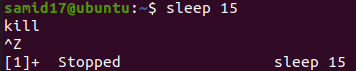 samid17@ubuntu:~$ sleep 15
kill
^Z
[1]+  Stopped                 sleep 15